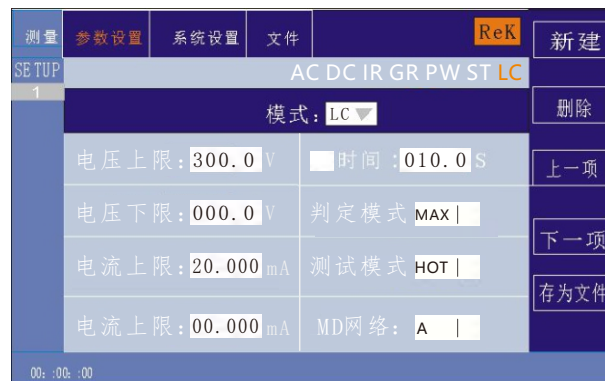 测量 参数设置 系统设置 文件 ReK 新建
SETUP AC DC IR GR PW ST LC
1
模式: LC 删除
电压上限: 300.0 V 时间: 010.0 S 上一项
电压下限: 000.0 V 判定模式 MAX |
下一项
电流上限: 20.000 mA 测试模式 HOT |
存为文件
电流上限: 00.000 mA MD网络: A |
00: :00: :00